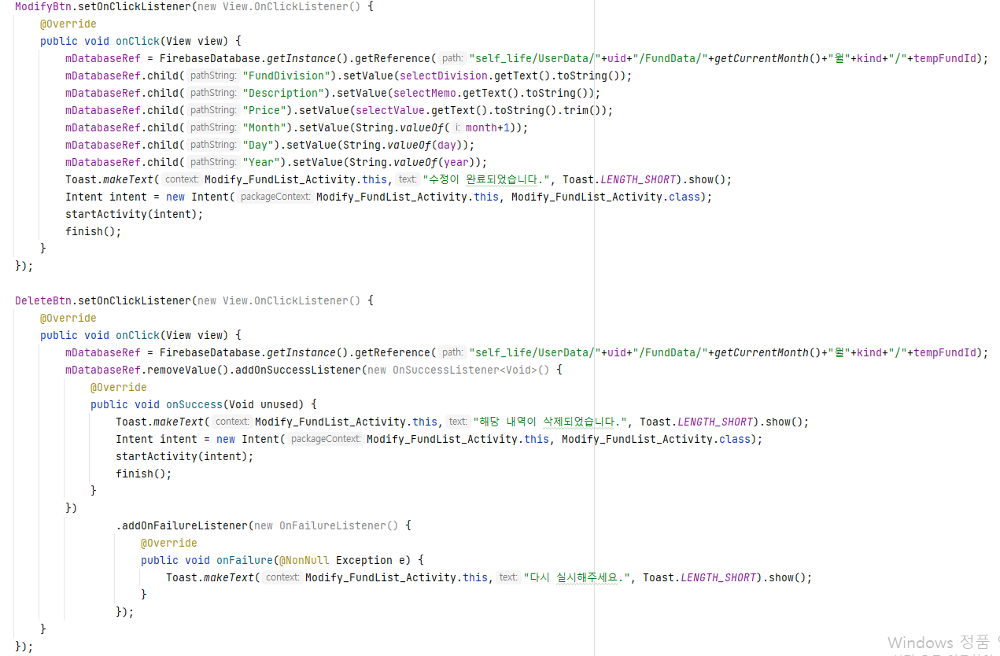 ModifyBtn.setOnClickListener(new View.OnClickListener() {
@Override
public void onClick(View view) {
mDatabaseRef = FirebaseDatabase.getInstance().getReference( path: "self_life/UserData/"+uid+"/FundData/"+getCurrentMonth()+"월"+kind+"/"+tempFundId);
mDatabaseRef.child( pathString: "FundDivision").setValue(selectDivision.getText().toString());
mDatabaseRef.child( pathString: "Description").setValue(selectMemo.getText().toString());
mDatabaseRef.child( pathString: "Price").setValue(selectValue.getText().toString().trim());
mDatabaseRef.child( pathString: "Month").setValue(String.valueOf( i: month+1));
mDatabaseRef.child( pathString: "Day").setValue(String.valueOf(day));
mDatabaseRef.child( pathString: "Year").setValue(String.valueOf(year));
Toast.makeText( context: Modify_FundList_Activity.this, text: "수정이 완료되었습니다.", Toast.LENGTH_SHORT).show();
Intent intent = new Intent( packageContext: Modify_FundList_Activity.this, Modify_FundList_Activity.class);
startActivity(intent);
finish();
}
});
DeleteBtn.setOnClickListener(new View.OnClickListener() {
@Override
public void onClick(View view) {
mDatabaseRef = FirebaseDatabase.getInstance().getReference( path: "self_life/UserData/"+uid+"/FundData/"+getCurrentMonth()+"월"+kind+"/"+tempFundId);
mDatabaseRef.removeValue().addOnSuccessListener(new OnSuccessListener<Void>() {
@Override
public void onSuccess(Void unused) {
Toast.makeText( context: Modify_FundList_Activity.this, text: "해당 내역이 삭제되었습니다.", Toast.LENGTH_SHORT).show();
Intent intent = new Intent( packageContext: Modify_FundList_Activity.this, Modify_FundList_Activity.class);
startActivity(intent);
finish();
}
})
.addOnFailureListener(new OnFailureListener() {
@Override
public void onFailure(@NonNull Exception e) {
Toast.makeText( context: Modify_FundList_Activity.this, text: "다시 실시해주세요.", Toast.LENGTH_SHORT).show();
}
});
}
});
Windows 정품